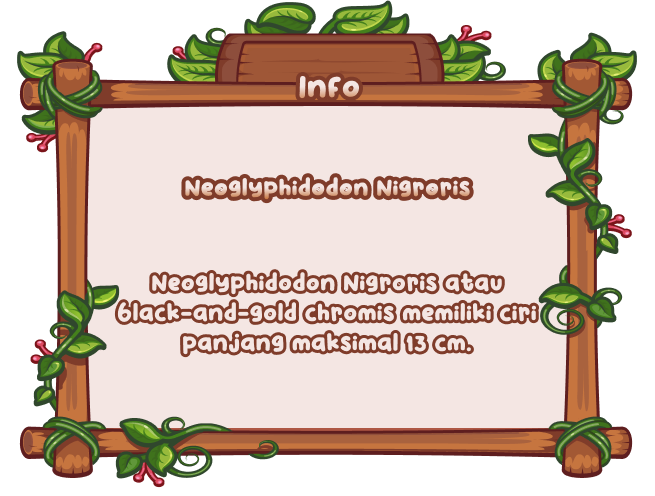 Info
Neoglyphidodon Nigroris
Neoglyphidodon Nigroris atau
black-and-gold chromis memiliki ciri
panjang maksimal 13 cm.